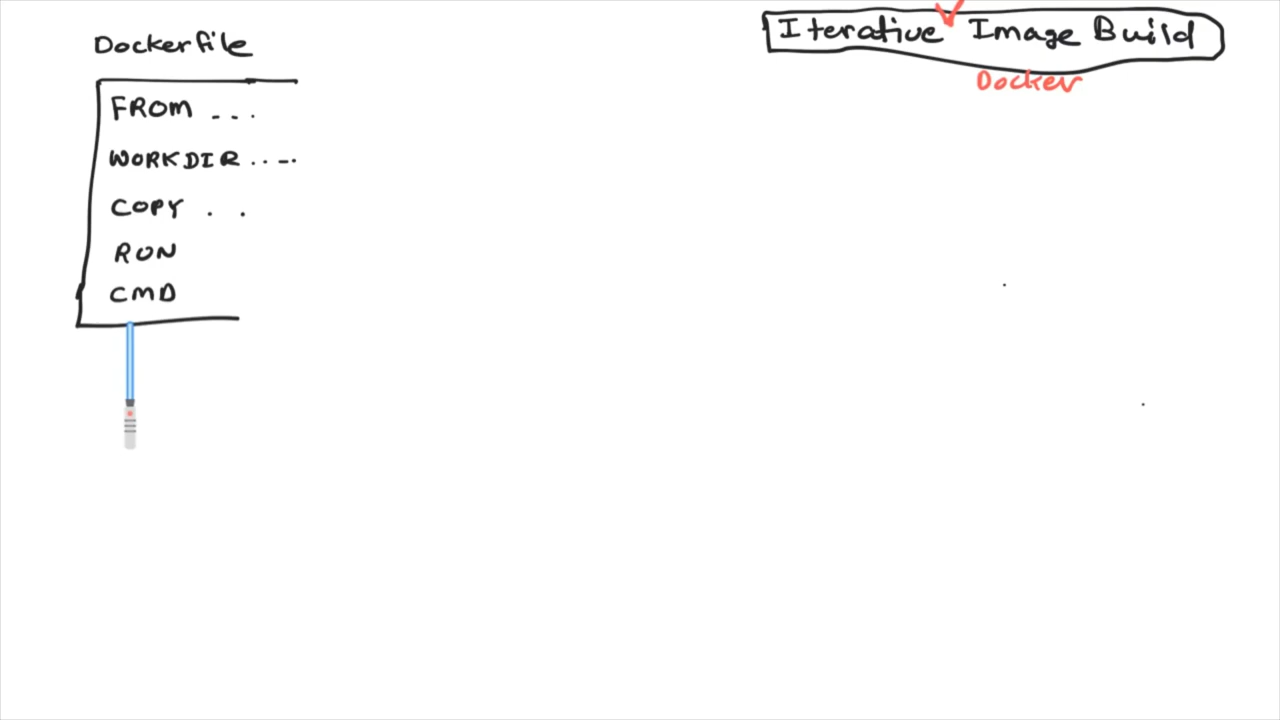 Iterative Image Build
Docker
Dockerfile
FROM ...
WORKDIR ..-.
COPY . .
RUN
CMD